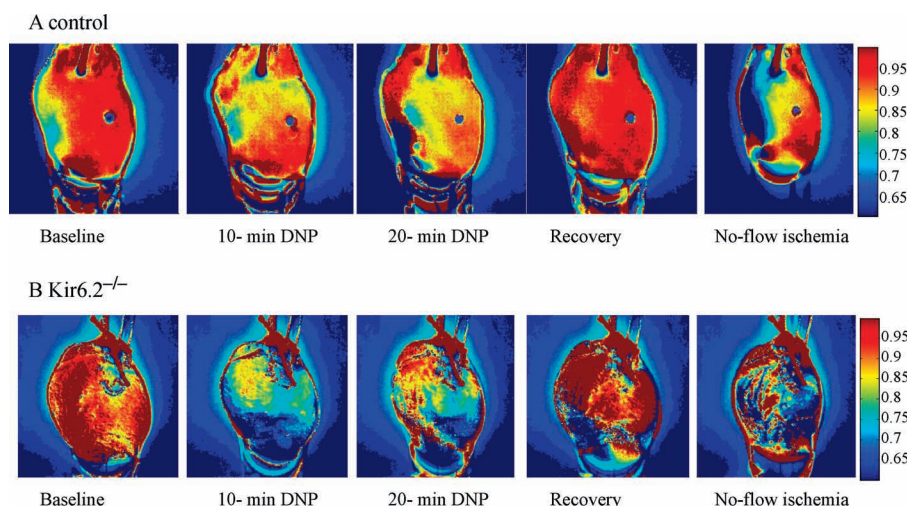 A control
0.95
0.9
0.85
0.8
0.75
0.7
0.65
Baseline
10- min DNP
20- min DNP
Recovery
No-flow ischemia
B Kir6.2−/−
0.95
0.9
0.85
0.8
0.75
0.7
0.65
Baseline
10- min DNP
20- min DNP
Recovery
No-flow ischemia